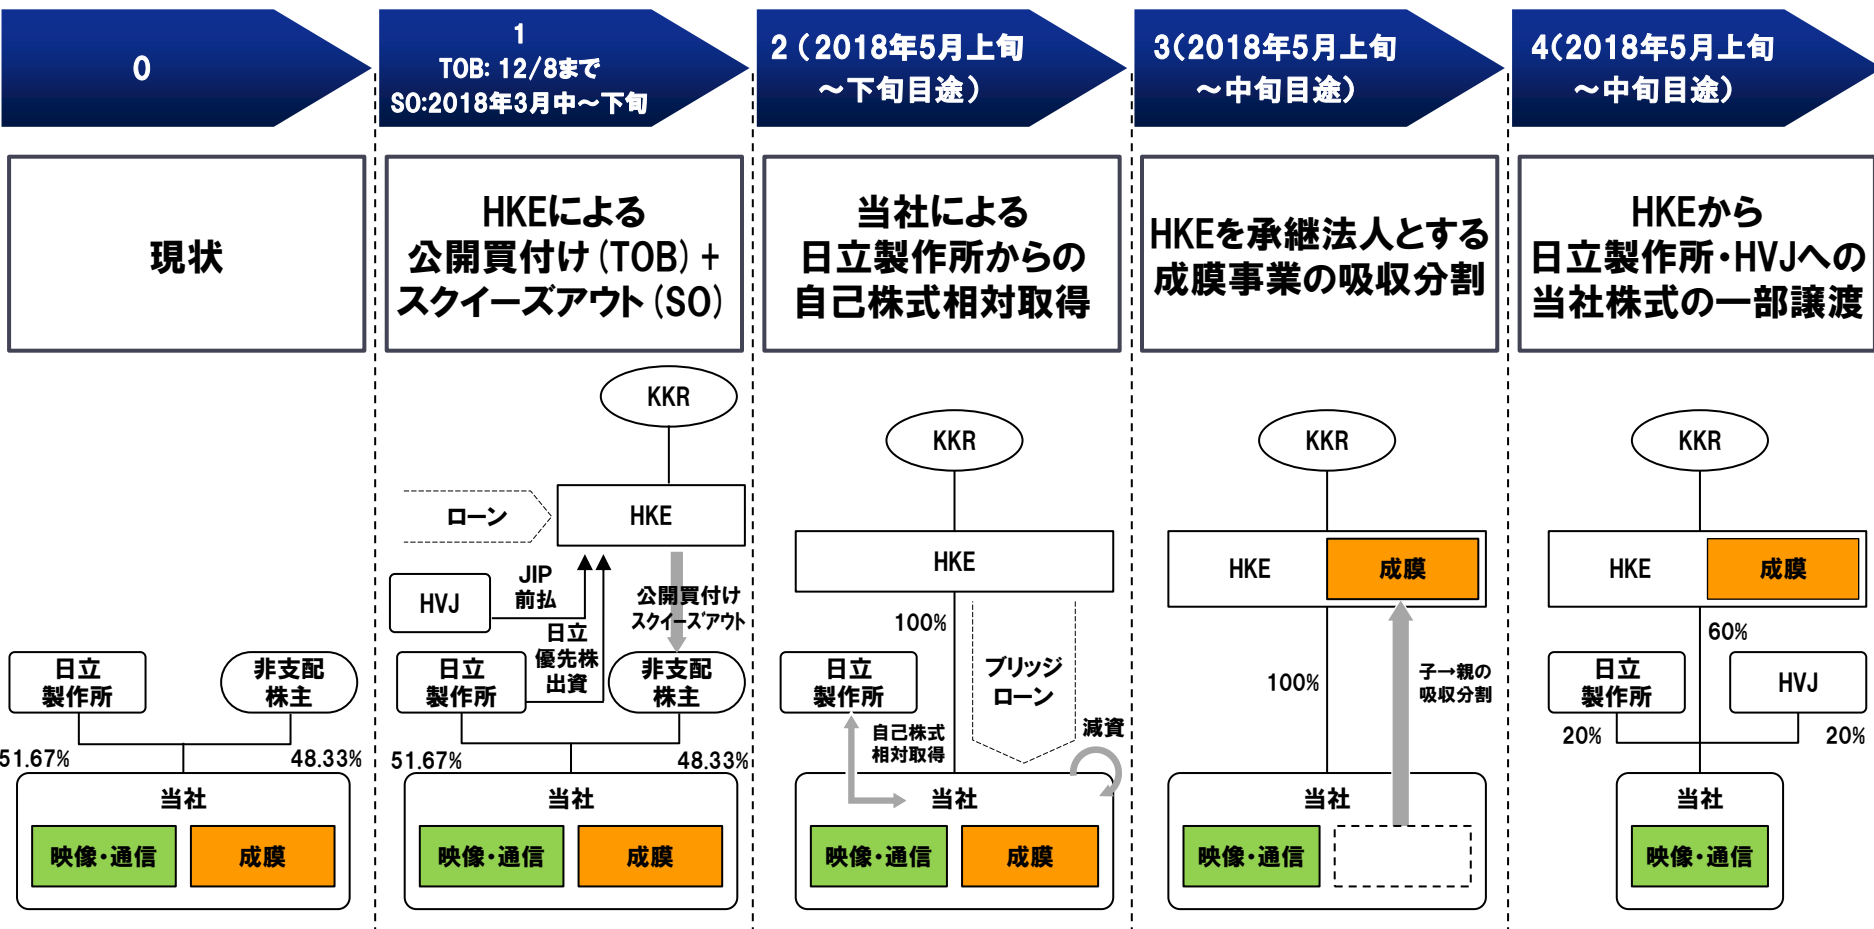 0
1
TOB: 12/8まで
SO:2018年3月中～下旬
2（2018年5月上旬
～下旬目途）
3(2018年5月上旬
～中旬目途）
4(2018年5月上旬
～中旬目途）
現状
HKEによる
公開買付け(TOB)+
スクイーズアウト(SO)
当社による
日立製作所からの
自己株式相対取得
HKEを承継法人とする
成膜事業の吸収分割
HKEから
日立製作所・HVJへの
当社株式の一部譲渡
日立
製作所
非支配
株主
51.67%
48.33%
当社
映像・通信
成膜
KKR
ローン
HKE
HVJ
JIP
前払
公開買付け
スクイーズアウト
日立
優先株
出資
日立
製作所
非支配
株主
51.67%
48.33%
当社
映像・通信
成膜
KKR
HKE
100%
日立
製作所
ブリッジ
ローン
自己株式
相対取得
減資
当社
映像・通信
成膜
KKR
HKE
成膜
100%
子→親の
吸収分割
当社
映像・通信
KKR
HKE
成膜
60%
日立
製作所
HVJ
20%
20%
当社
映像・通信